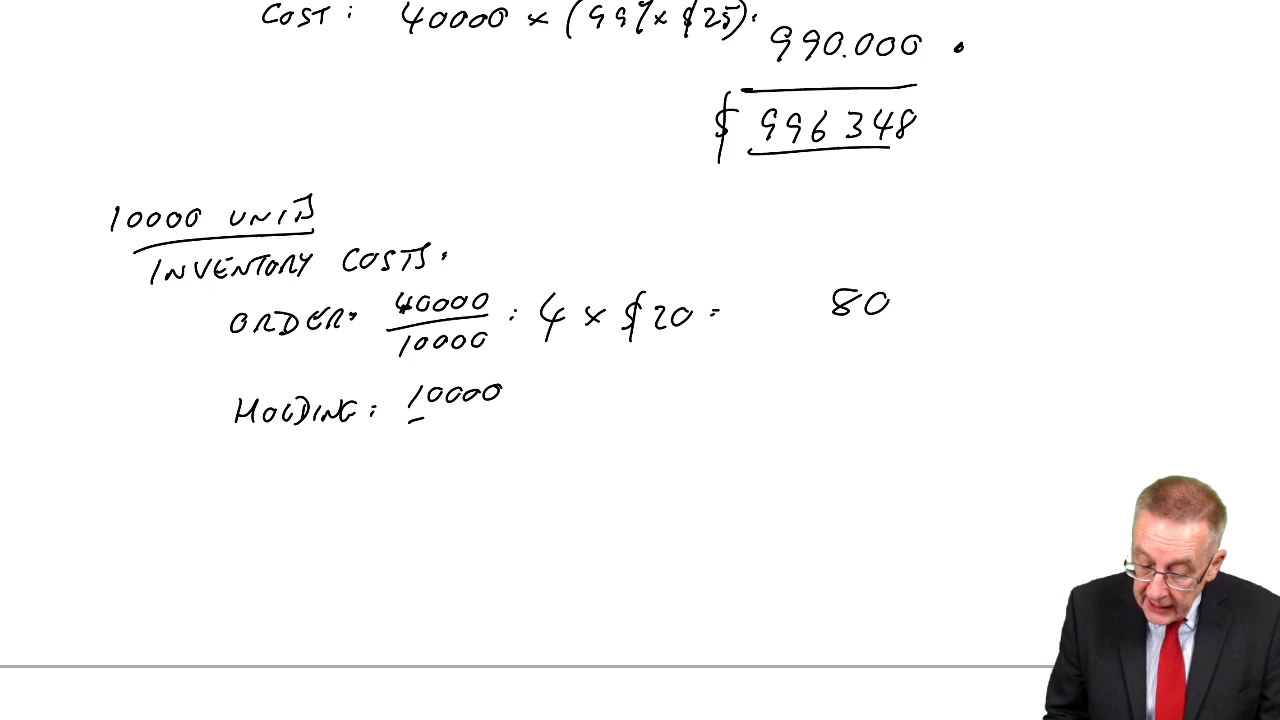 COST: 40000 × (99% × $25):
990.000
$ 996 348
10000 UNITS
INVENTORY COSTS:
ORDER: 40000/10000 : 4 × $20 = 80
HOLDING: 10000